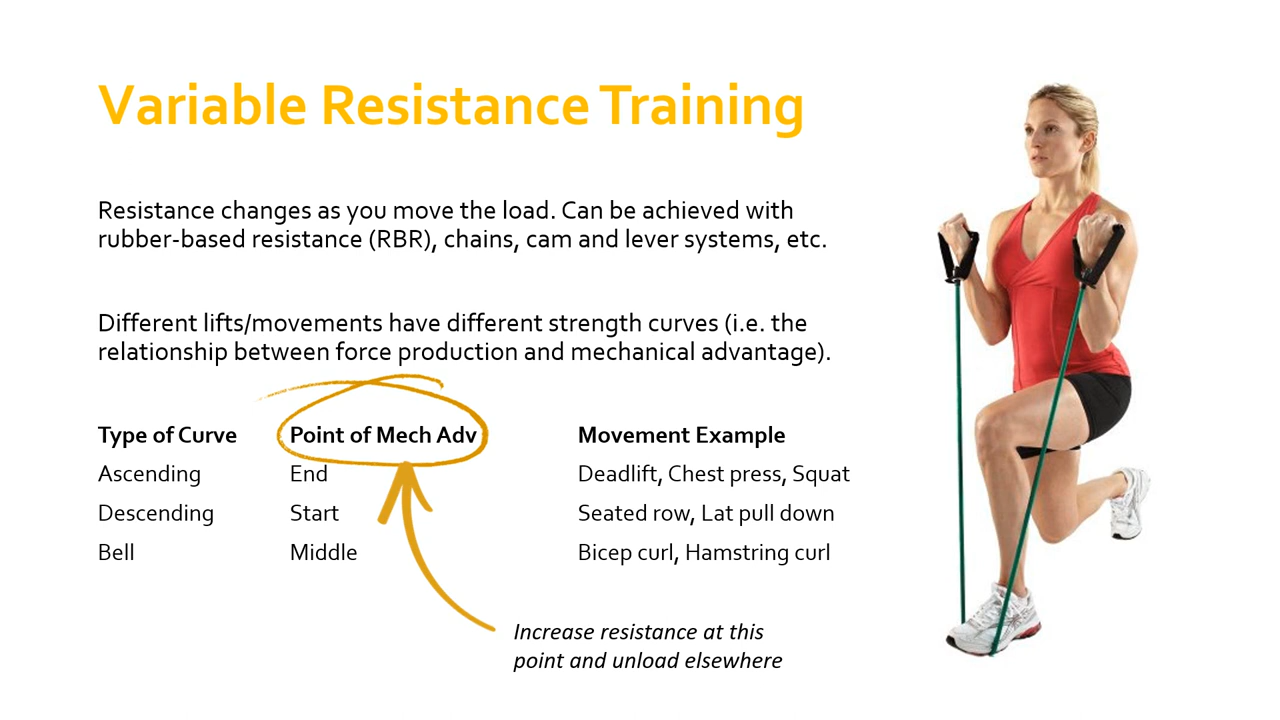 Variable Resistance Training
Resistance changes as you move the load. Can be achieved with
rubber-based resistance (RBR), chains, cam and lever systems, etc.
Different lifts/movements have different strength curves (i.e. the
relationship between force production and mechanical advantage).
Type of Curve Point of Mech Adv Movement Example
Ascending End Deadlift, Chest press, Squat
Descending Start Seated row, Lat pull down
Bell Middle Bicep curl, Hamstring curl
Increase resistance at this
point and unload elsewhere